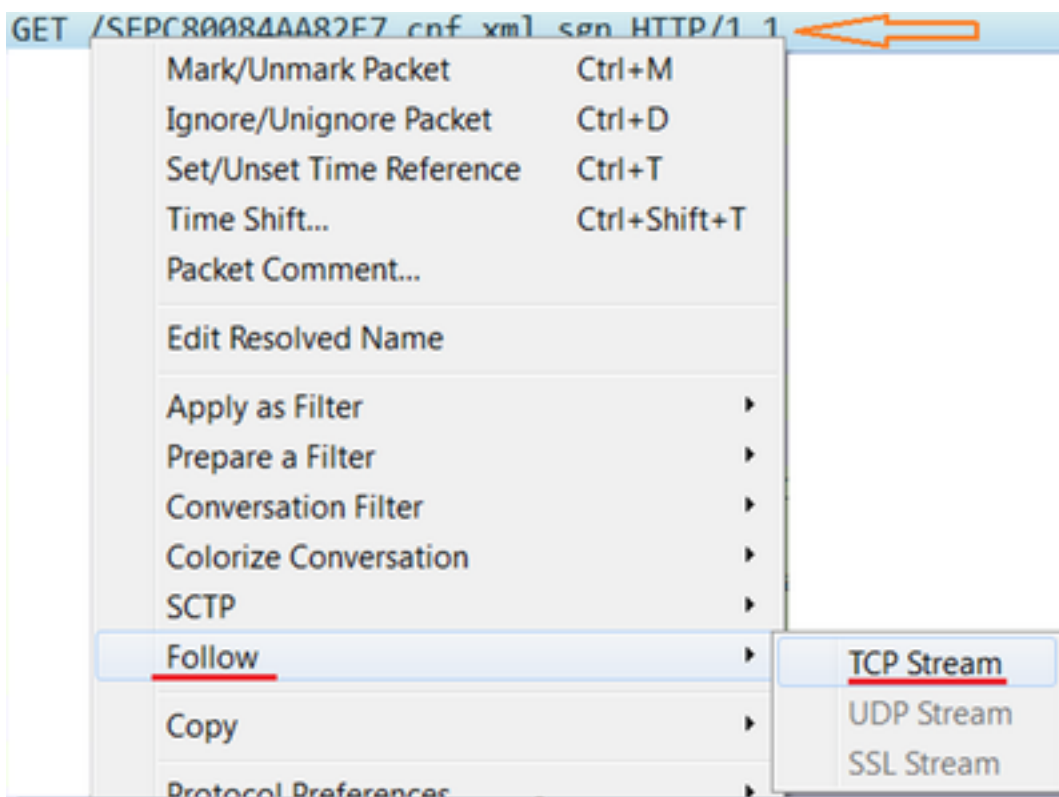 GET /SEPC80084AA82E7.cnf.xml.sgn HTTP/1.1
Mark/Unmark Packet Ctrl+M
Ignore/Unignore Packet Ctrl+D
Set/Unset Time Reference Ctrl+T
Time Shift... Ctrl+Shift+T
Packet Comment...
Edit Resolved Name
Apply as Filter
Prepare a Filter
Conversation Filter
Colorize Conversation
SCTP
Follow
TCP Stream
UDP Stream
Copy
SSL Stream
Protocol Preferences